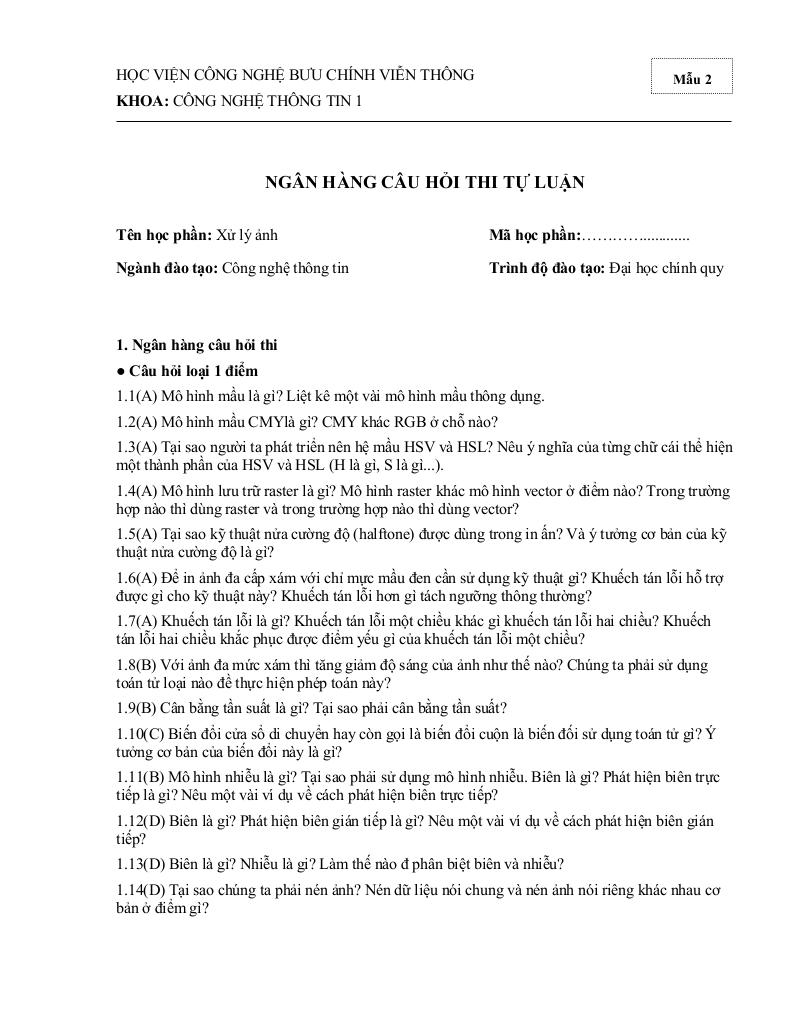 HỌC VIỆN CÔNG NGHỆ BƯU CHÍNH VIỄN THÔNG
Mẫu 2
KHOA: CÔNG NGHỆ THÔNG TIN 1
NGÂN HÀNG CÂU HỎI THI TỰ LUẬN
Tên học phần: Xử lý ảnh
Mã học phần:……………..............
Ngành đào tạo: Công nghệ thông tin
Trình độ đào tạo: Đại học chính quy
1. Ngân hàng câu hỏi thi
● Câu hỏi loại 1 điểm
1.1(A) Mô hình mầu là gì? Liệt kê một vài mô hình mầu thông dụng.
1.2(A) Mô hình mầu CMYlà gì? CMY khác RGB ở chỗ nào?
1.3(A) Tại sao người ta phát triển nên hệ mầu HSV và HSL? Nêu ý nghĩa của từng chữ cái thể hiện
một thành phần của HSV và HSL (H là gì, S là gì...).
1.4(A) Mô hình lưu trữ raster là gì? Mô hình raster khác mô hình vector ở điểm nào? Trong trường
hợp nào thì dùng raster và trong trường hợp nào thì dùng vector?
1.5(A) Tại sao kỹ thuật nửa cường độ (halftone) được dùng trong in ấn? Và ý tưởng cơ bản của kỹ
thuật nửa cường độ là gì?
1.6(A) Để in ảnh đa cấp xám với chỉ mực mầu đen cần sử dụng kỹ thuật gì? Khuếch tán lỗi hỗ trợ
được gì cho kỹ thuật này? Khuếch tán lỗi hơn gì tách ngưỡng thông thường?
1.7(A) Khuếch tán lỗi là gì? Khuếch tán lỗi một chiều khác gì khuếch tán lỗi hai chiều? Khuếch
tán lỗi hai chiều khắc phục được điểm yếu gì của khuếch tán lỗi một chiều?
1.8(B) Với ảnh đa mức xám thì tăng giảm độ sáng của ảnh như thế nào? Chúng ta phải sử dụng
toán tử loại nào đề thực hiện phép toán này?
1.9(B) Cân bằng tần suất là gì? Tại sao phải cân bằng tần suất?
1.10(C) Biến đổi cửa sổ di chuyển hay còn gọi là biến đổi cuộn là biến đối sử dụng toán tử gì? Ý
tưởng cơ bản của biến đổi này là gì?
1.11(B) Mô hình nhiễu là gì? Tại sao phải sử dụng mô hình nhiễu. Biên là gì? Phát hiện biên trực
tiếp là gì? Nêu một vài ví dụ về cách phát hiện biên trực tiếp?
1.12(D) Biên là gì? Phát hiện biên gián tiếp là gì? Nêu một vài ví dụ về cách phát hiện biên gián
tiếp?
1.13(D) Biên là gì? Nhiễu là gi? Làm thế nào đ phân biệt biên và nhiễu?
1.14(D) Tại sao chúng ta phải nén ảnh? Nén dữ liệu nói chung và nén ảnh nói riêng khác nhau cơ
bản ở điểm gì?